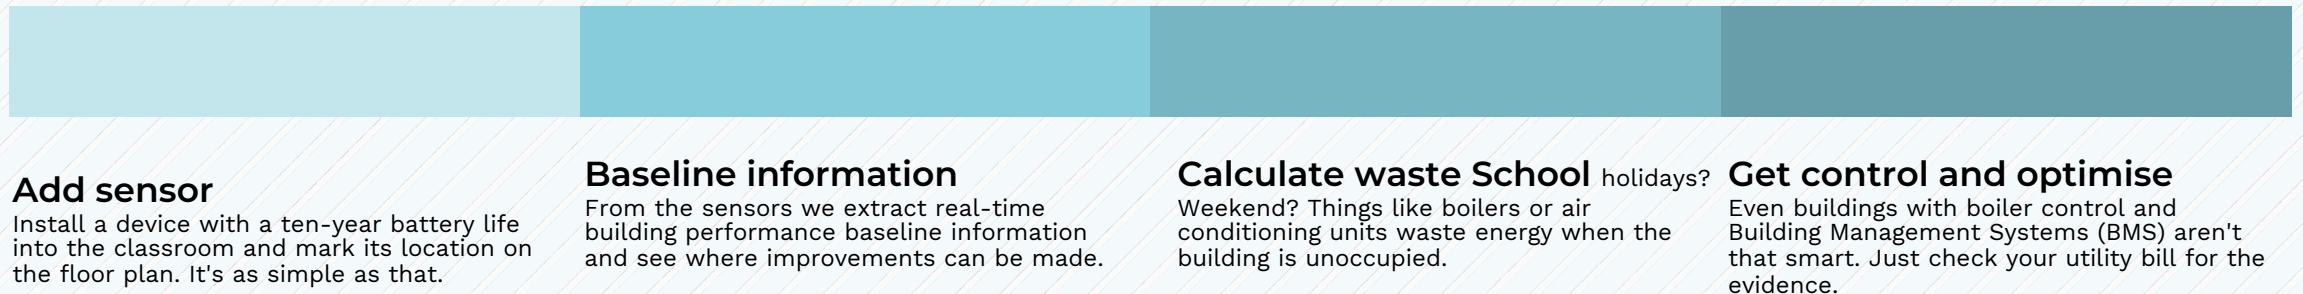 Add sensor
Install a device with a ten-year battery life
into the classroom and mark its location on
the floor plan. It's as simple as that.
Baseline information
From the sensors we extract real-time
building performance baseline information
and see where improvements can be made.
Calculate waste School holidays?
Weekend? Things like boilers or air
conditioning units waste energy when the
building is unoccupied.
Get control and optimise
Even buildings with boiler control and
Building Management Systems (BMS) aren't
that smart. Just check your utility bill for the
evidence.